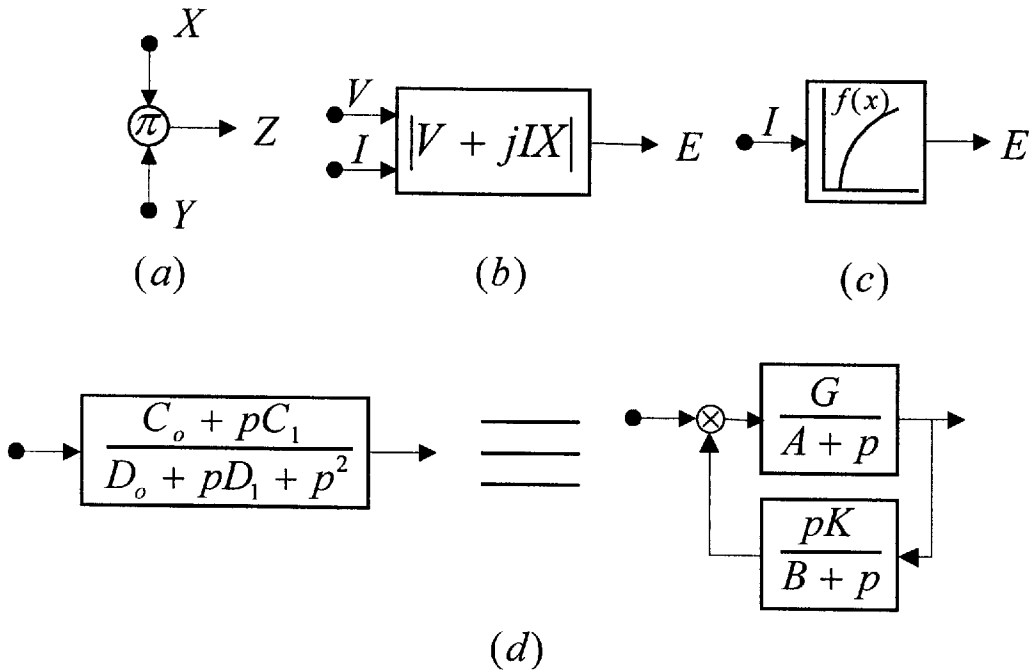 X
π
Z
Y
(a)
V
I
|V + jIX|
E
(b)
I
f(x)
E
(c)
C_o + pC_1
D_o + pD_1 + p^2
G
A + p
pK
B + p
(d)